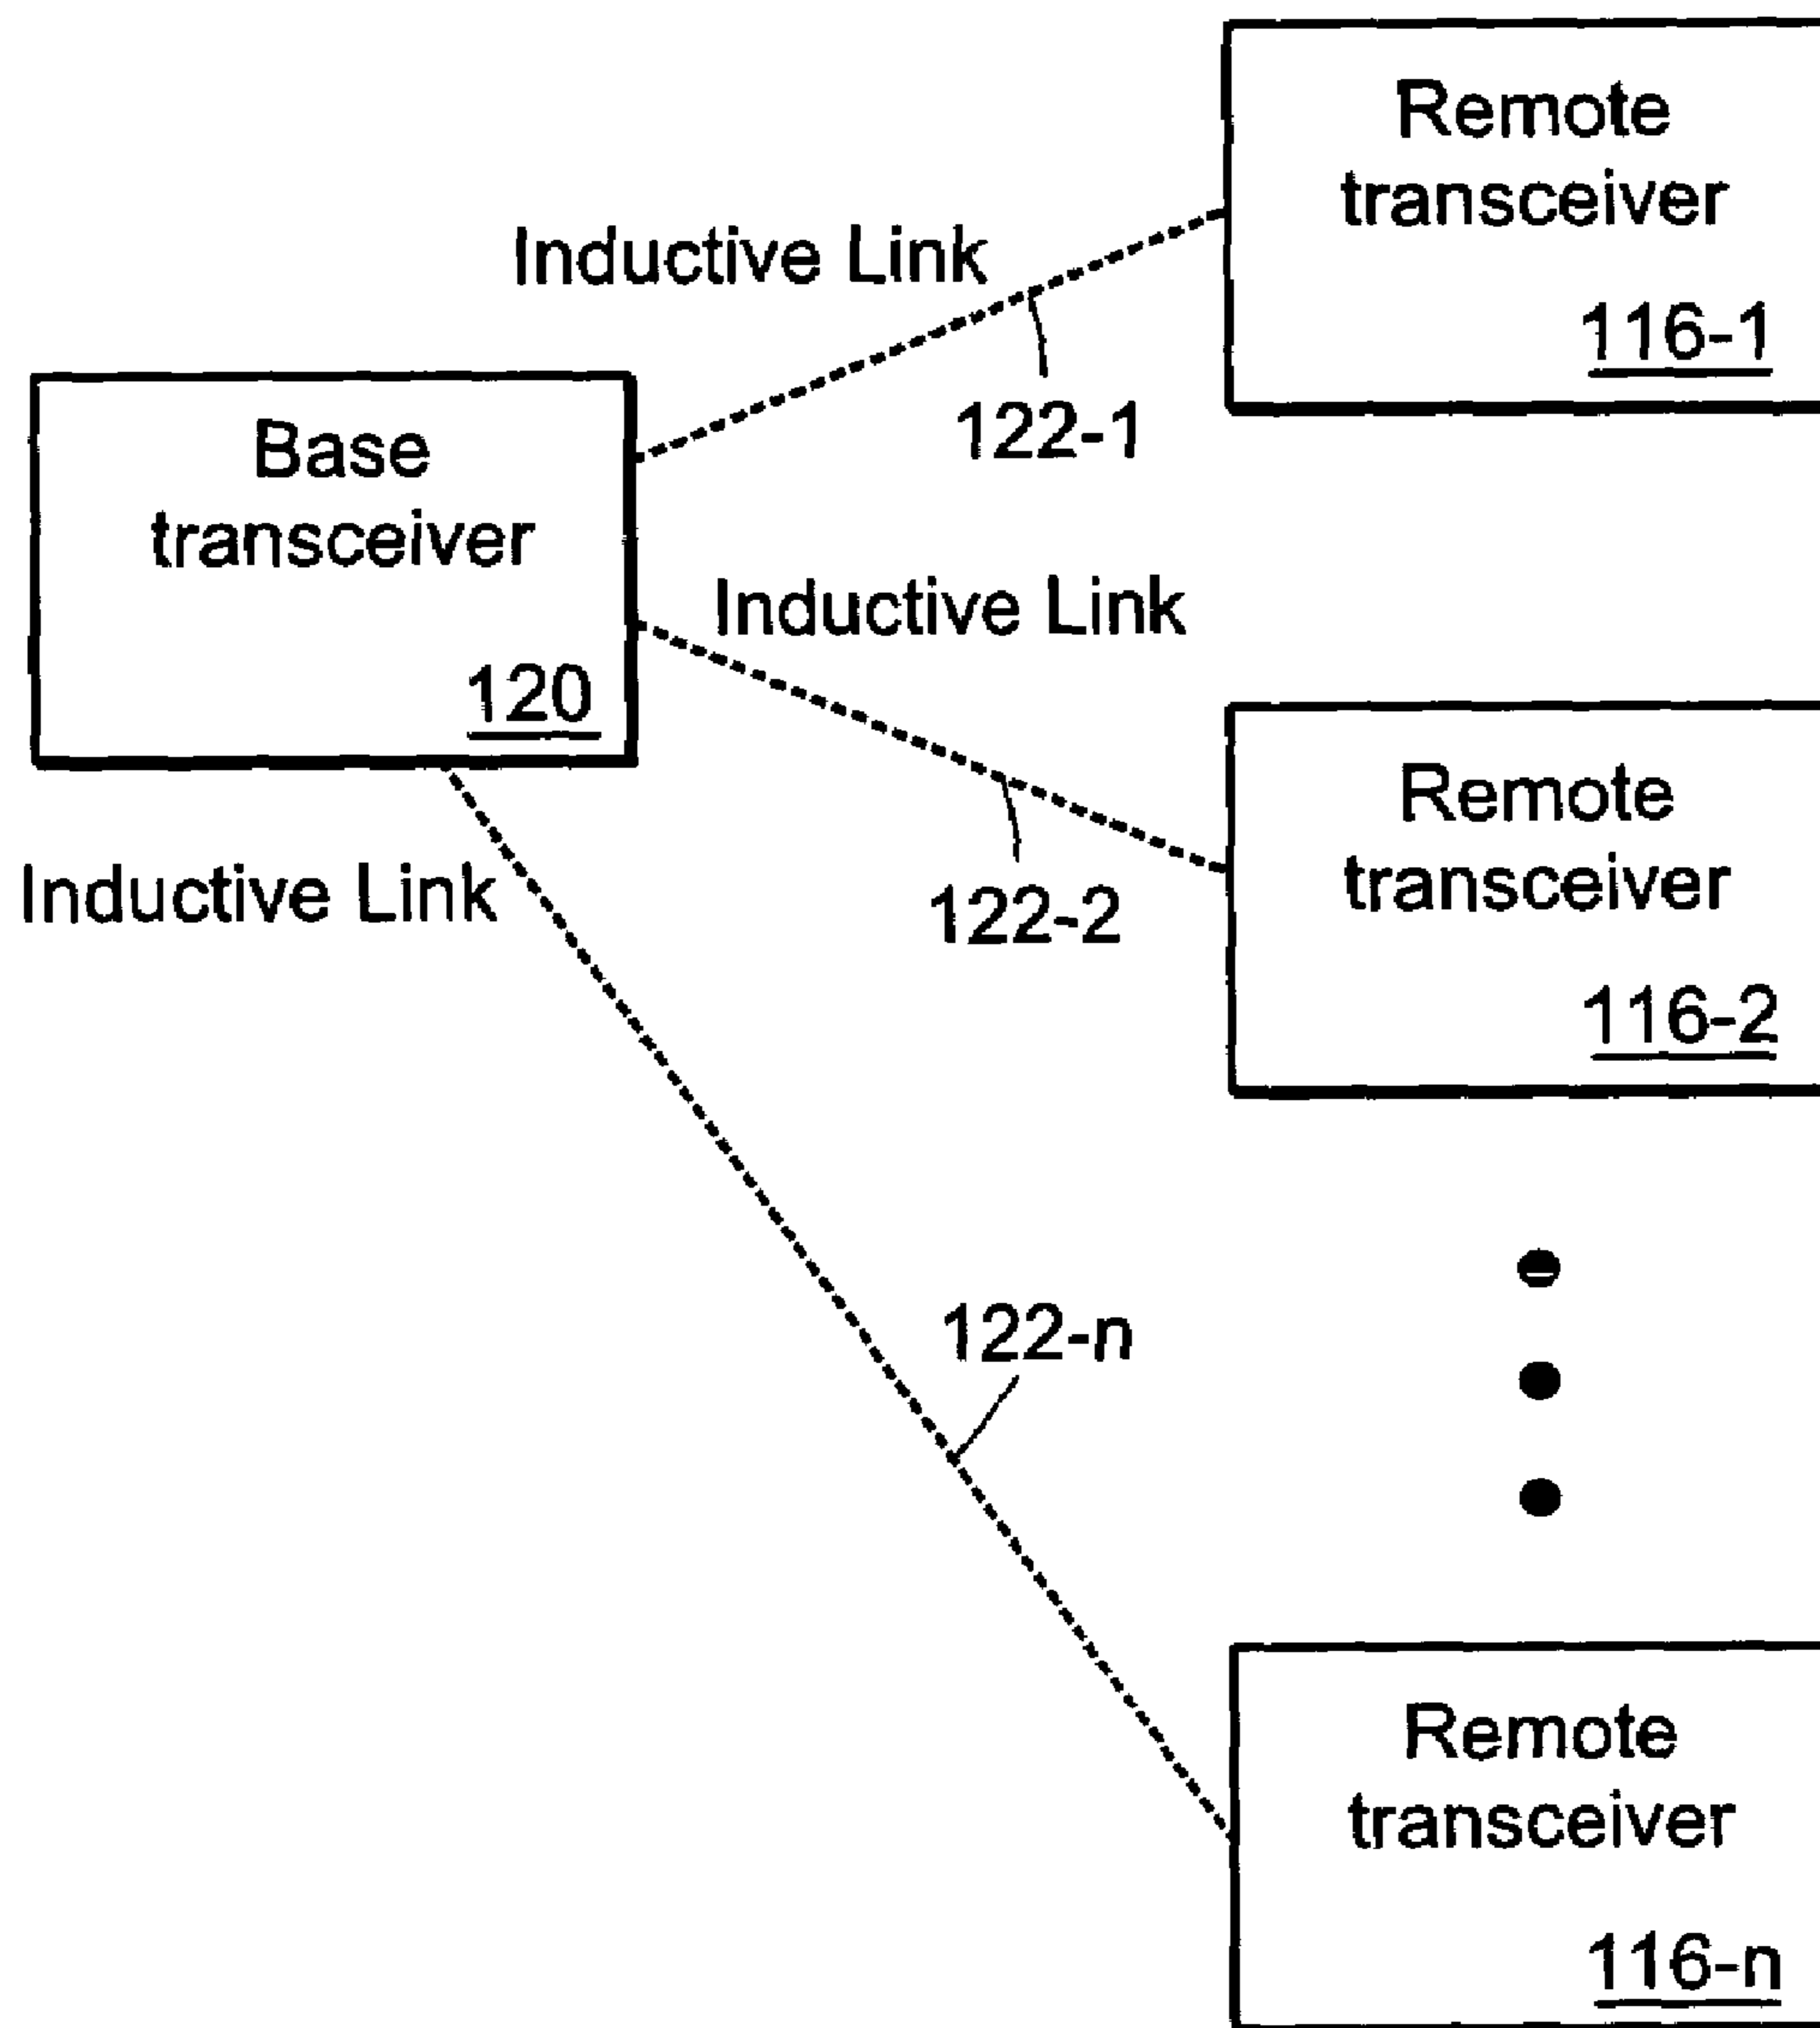 Remote
transceiver
116-1
Inductive Link
122-1
Base
transceiver
120
Inductive Link
122-2
Remote
transceiver
116-2
Inductive Link
122-n
Remote
transceiver
116-n